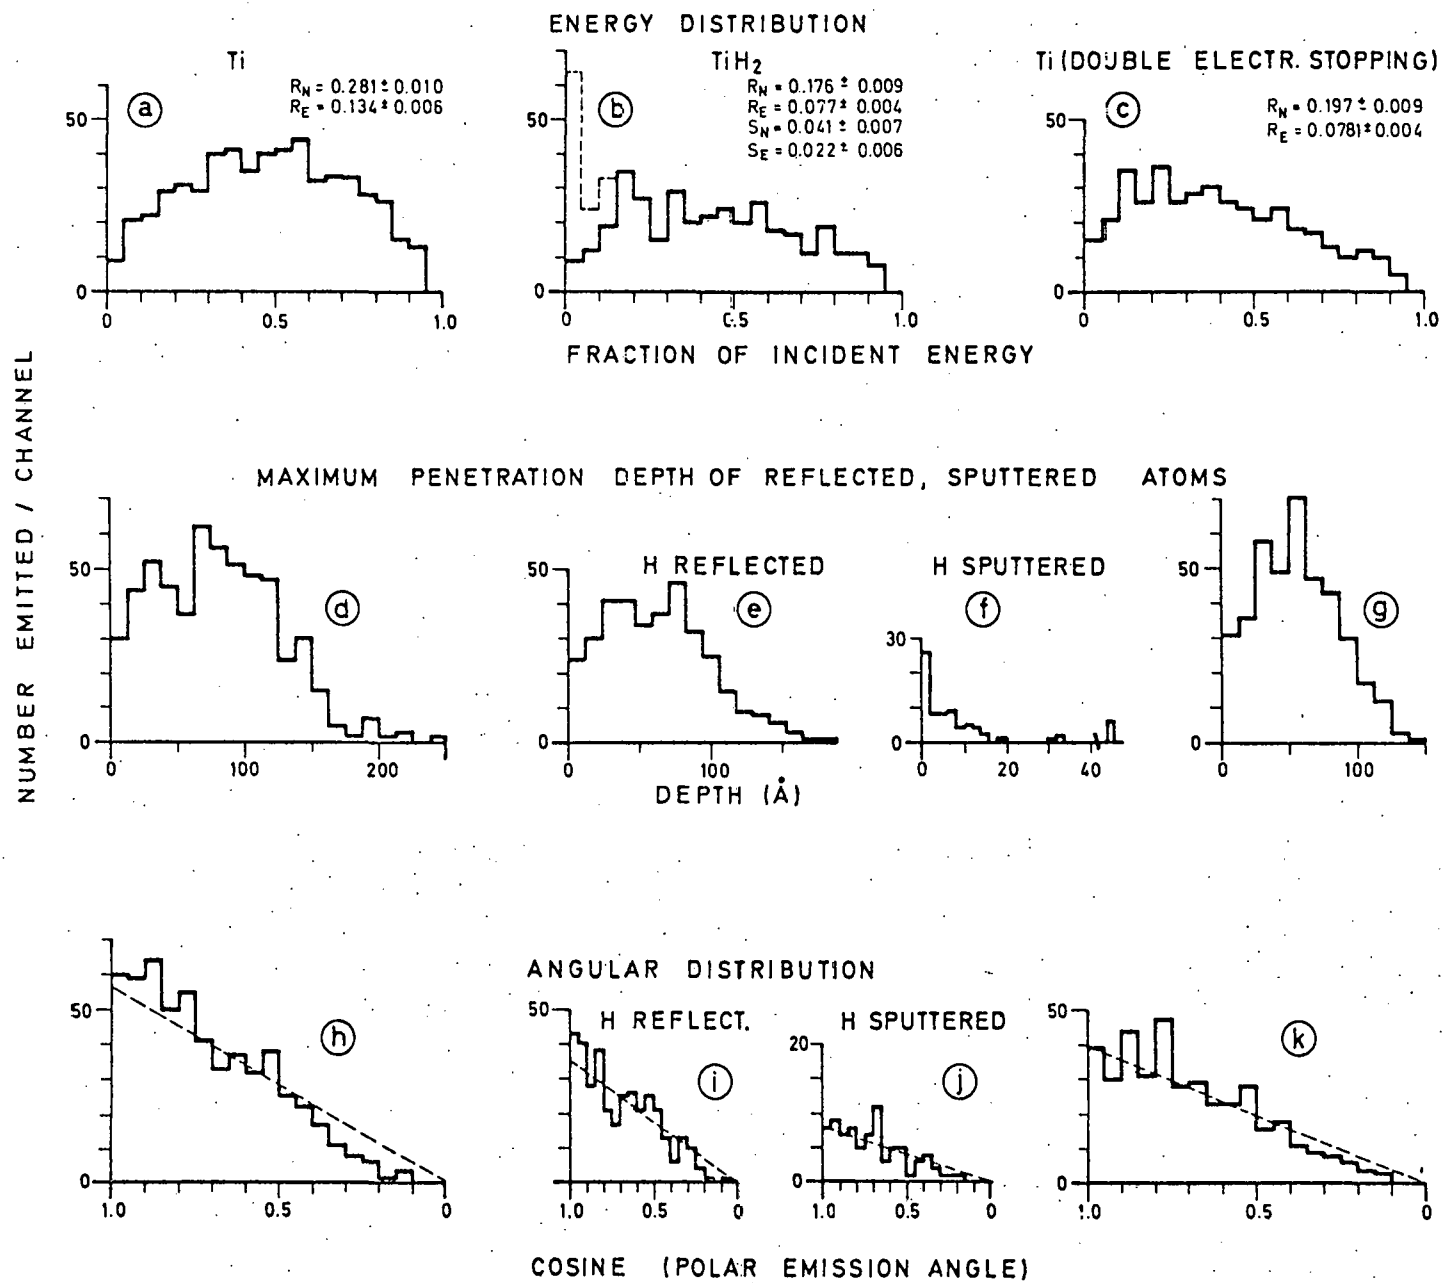 ENERGY DISTRIBUTION
Ti
R_N = 0.281 ± 0.010
R_E = 0.134 ± 0.006
a
50
0
0 0.5 1.0
TiH₂
R_N = 0.176 ± 0.009
R_E = 0.077 ± 0.004
S_N = 0.041 ± 0.007
S_E = 0.022 ± 0.006
b
50
0
0 0.5 1.0
Ti (DOUBLE ELECTR. STOPPING)
R_N = 0.197 ± 0.009
R_E = 0.0781 ± 0.004
c
50
0
0 0.5 1.0
FRACTION OF INCIDENT ENERGY
NUMBER EMITTED / CHANNEL
MAXIMUM PENETRATION DEPTH OF REFLECTED, SPUTTERED ATOMS
50
d
0
0 100 200
50
H REFLECTED
e
0
0 100
H SPUTTERED
f
30
0
0 20 40
50
g
0
0 100
DEPTH (Å)
ANGULAR DISTRIBUTION
50
h
0
1.0 0.5 0
50
H REFLECT.
i
1.0 0.5 0
H SPUTTERED
20
j
0
1.0 0.5 0
50
k
0
1.0 0.5 0
COSINE (POLAR EMISSION ANGLE)